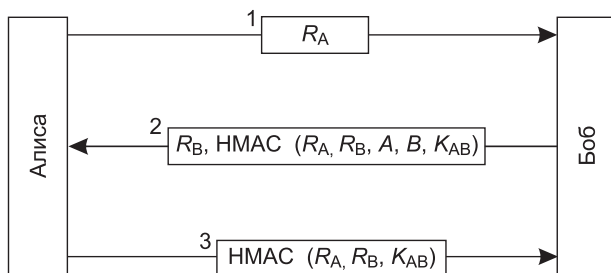 1
R_A
Алиса
2
R_B, HMAC (R_A, R_B, A, B, K_AB)
Боб
3
HMAC (R_A, R_B, K_AB)